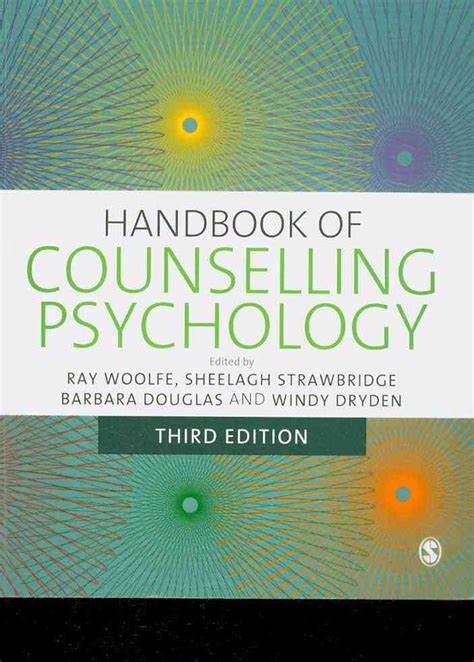 HANDBOOK OF
COUNSELLING
PSYCHOLOGY
Edited by
RAY WOOLFE, SHEELAGH STRAWBRIDGE
BARBARA DOUGLAS AND WINDY DRYDEN
THIRD EDITION
S